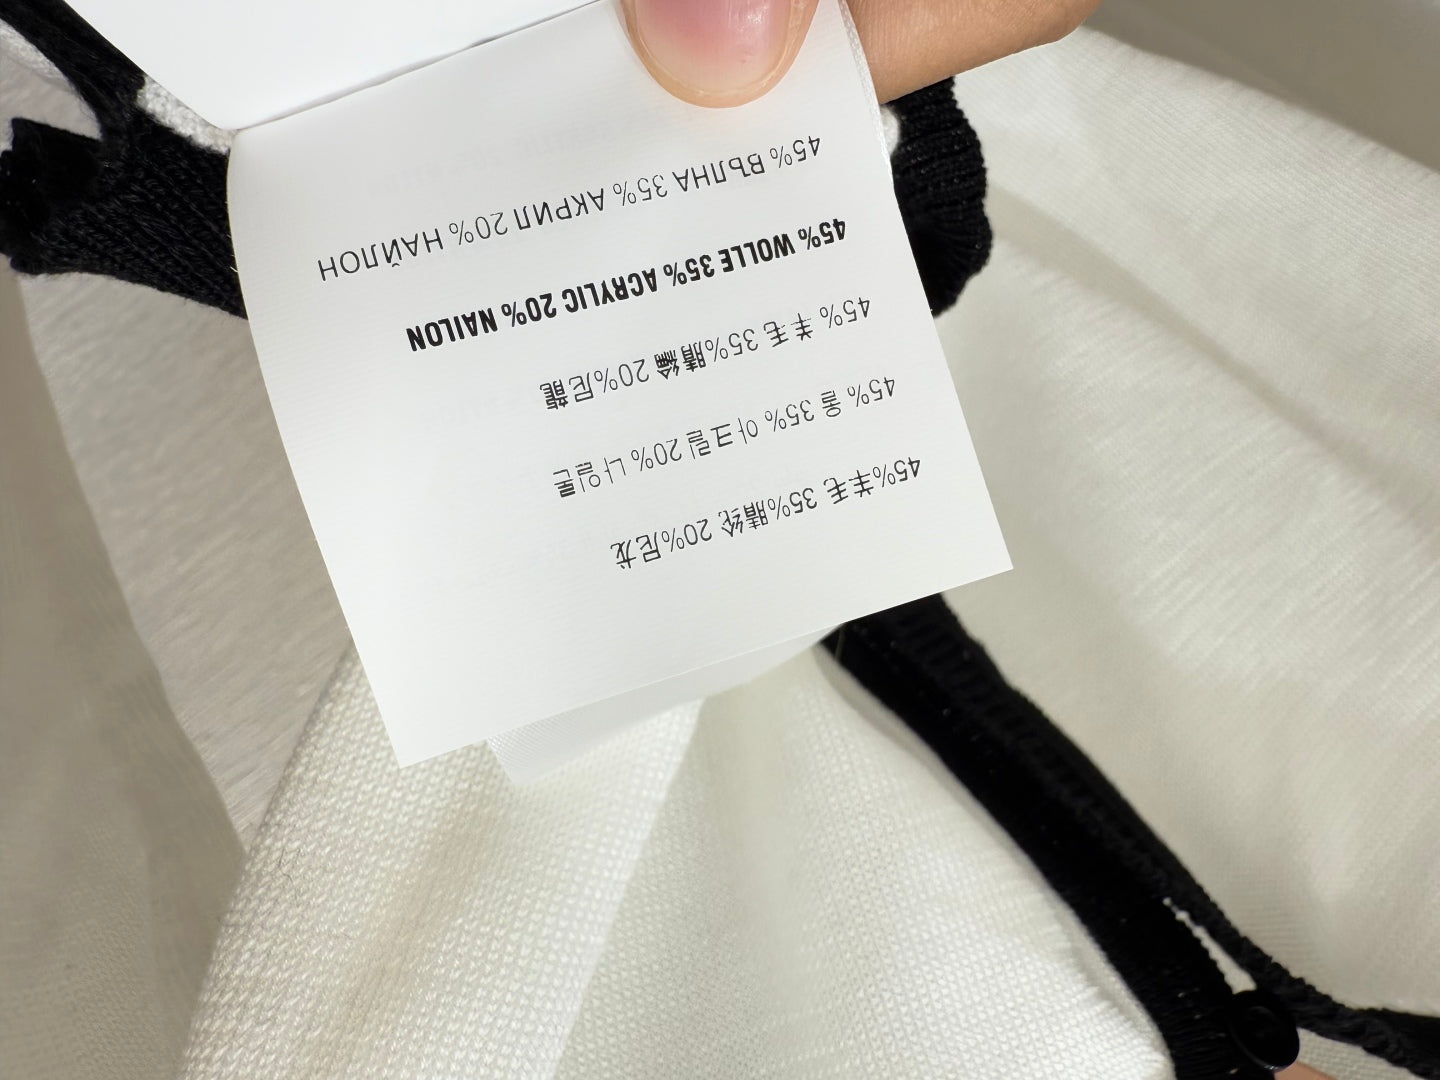 45%羊毛 35%腈纶 20%尼龙
45% 울 35% 아크릴 20% 나일론
45% 羊毛 35%腈綸 20%尼龍
45% WOLLE 35% ACRYLIC 20% NAILON
45% ВЪЛНА 35% АКРИЛ 20% НАЙЛОН